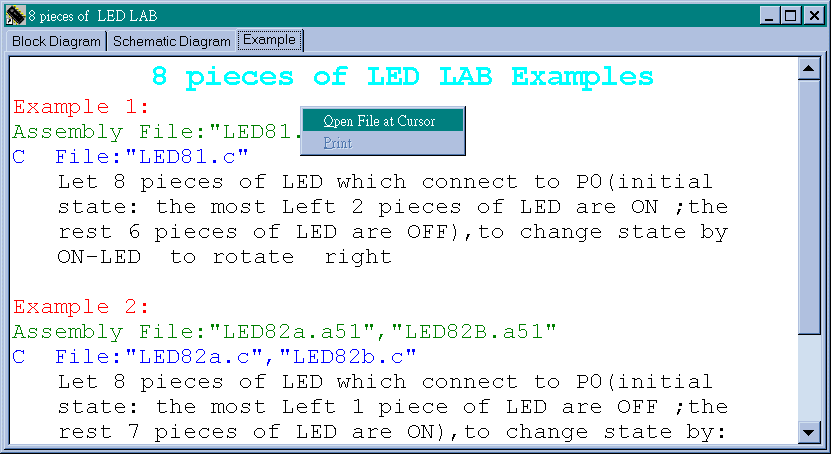 8 pieces of  LED LAB
Block Diagram Schematic Diagram Example
8 pieces of LED LAB Examples
Example 1:
Assembly File:"LED81.
Open File at Cursor
Print
C  File:"LED81.c"
Let 8 pieces of LED which connect to P0(initial
state: the most Left 2 pieces of LED are ON ;the
rest 6 pieces of LED are OFF),to change state by
ON-LED  to rotate  right
Example 2:
Assembly File:"LED82a.a51","LED82B.a51"
C  File:"LED82a.c","LED82b.c"
Let 8 pieces of LED which connect to P0(initial
state: the most Left 1 piece of LED are OFF ;the
rest 7 pieces of LED are ON),to change state by: